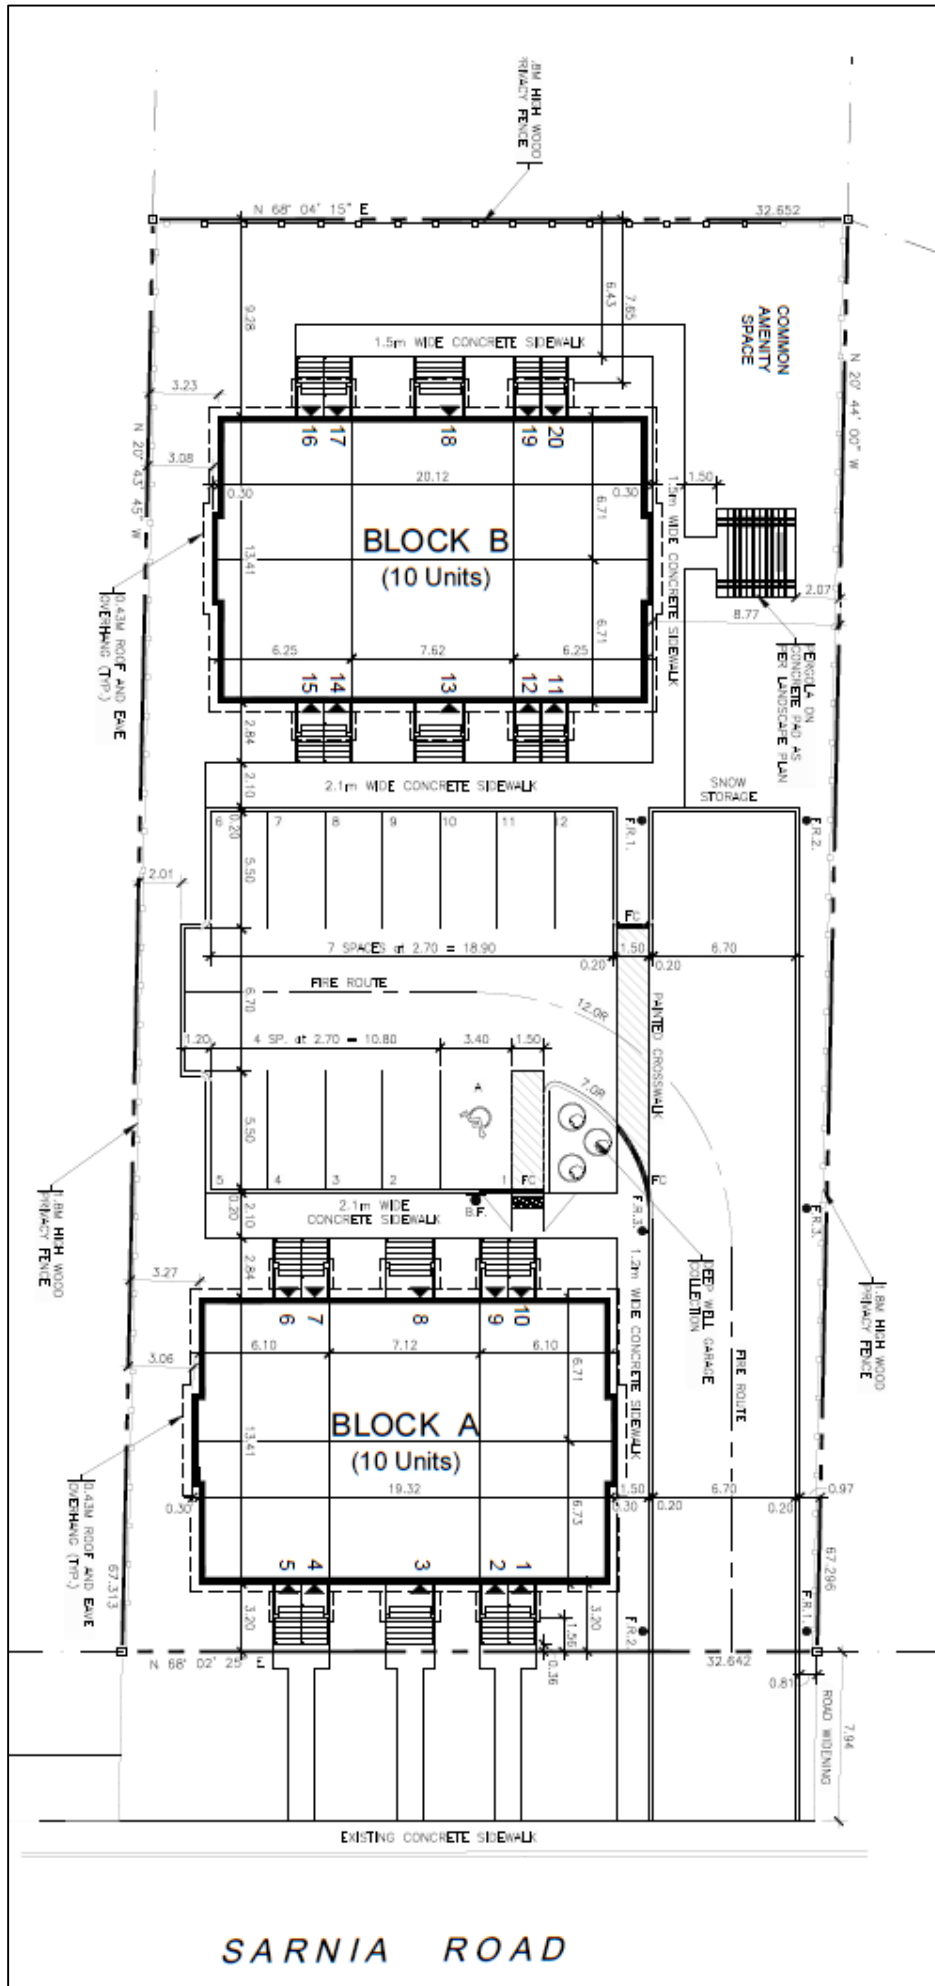 1.8M HIGH WOOD
PRIVACY FENCE
N 68° 04' 15" E
32.652
9.28
6.43
7.65
COMMON
AMENITY
SPACE
N 20° 44' 00" W
1.5m WIDE CONCRETE SIDEWALK
3.23
16
17
18
19
20
N 20° 43' 45" W
3.08
20.12
0.30
0.30
1.50
6.71
1.5m WIDE CONCRETE SIDEWALK
BLOCK B
(10 Units)
13.41
2.07
8.77
0.43M ROOF AND EAVE
OVERHANG (TYP.)
6.71
PERGOLA ON
CONCRETE PAD AS
PER LANDSCAPE PLAN
6.25
7.62
6.25
15
14
13
12
11
2.84
2.10
2.1m WIDE CONCRETE SIDEWALK
SNOW
STORAGE
0.20
6
7
8
9
10
11
12
F.R.1.
F.R.2.
5.50
2.01
FC
7 SPACES at 2.70 = 18.90
1.50
6.70
0.20
0.20
FIRE ROUTE
6.70
12.0R
PAINTED CROSSWALK
1.20
4 SP. at 2.70 = 10.80
3.40
1.50
7.0R
A
5.50
5
4
3
2
1
FC
FC
0.20
2.10
2.1m WIDE
CONCRETE SIDEWALK
B.F.
F.R.3.
F.R.3.
1.8M HIGH WOOD
PRIVACY FENCE
2.84
3.27
DEEP WELL GARAGE
COLLECTION
1.8M HIGH WOOD
PRIVACY FENCE
6
7
8
9
10
1.2m WIDE CONCRETE SIDEWALK
6.10
7.12
6.10
3.06
6.71
FIRE ROUTE
BLOCK A
(10 Units)
13.41
19.32
0.30
1.50
0.30
0.20
6.70
0.20
0.97
0.43M ROOF AND EAVE
OVERHANG (TYP.)
6.73
67.313
67.296
5
4
3
2
1
3.20
1.56
3.20
F.R.2.
F.R.1.
N 68° 02' 25" E
0.36
32.642
0.81
ROAD WIDENING
7.94
EXISTING CONCRETE SIDEWALK
SARNIA ROAD